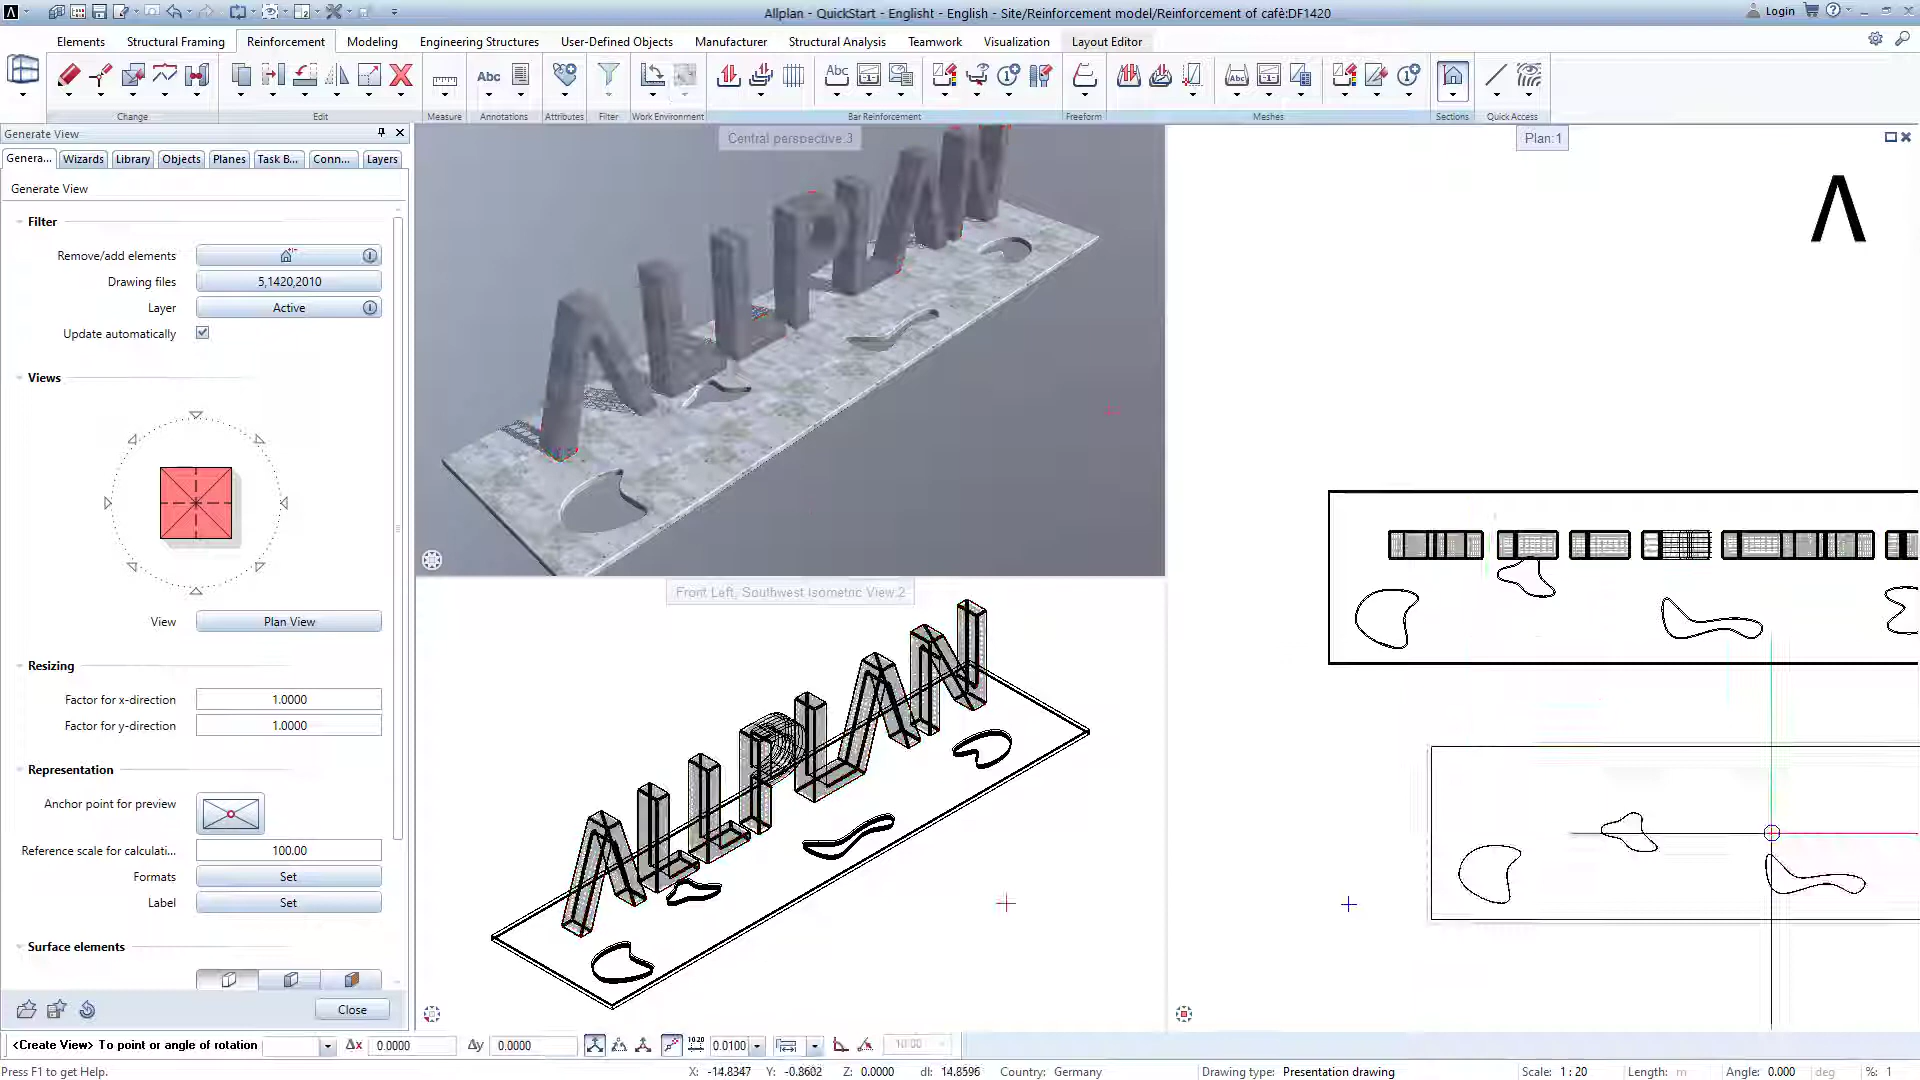 Allplan - QuickStart - Englisht - English - Site/Reinforcement model/Reinforcement of cafè:DF1420
Login
Elements Structural Framing Reinforcement Modeling Engineering Structures User-Defined Objects Manufacturer Structural Analysis Teamwork Visualization Layout Editor
Change Edit Measure Annotations Attributes Filter Work Environment Bar Reinforcement Freeform Meshes Sections Quick Access
Generate View
Genera... Wizards Library Objects Planes Task B... Conn... Layers
Generate View
Filter
Remove/add elements
Drawing files 5,1420,2010
Layer Active
Update automatically
Views
View Plan View
Resizing
Factor for x-direction 1.0000
Factor for y-direction 1.0000
Representation
Anchor point for preview
Reference scale for calculati... 100.00
Formats Set
Label Set
Surface elements
Close
Central perspective:3
Plan:1
ALLPLAN
Front Left, Southwest Isometric View:2
ALLPLAN
<Create View> To point or angle of rotation Δx 0.0000 Δy 0.0000 0.0100 10.00
Press F1 to get Help. X: -14.8347 Y: -0.8602 Z: 0.0000 dl: 14.8596 Country: Germany Drawing type: Presentation drawing Scale: 1 : 20 Length: m Angle: 0.000 deg %: 1